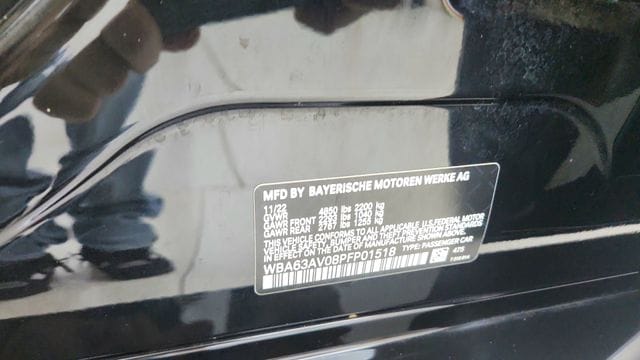 MFD BY BAYERISCHE MOTOREN WERKE AG
11/22
GVWR 4850 lbs 2200 kg
GAWR FRONT 2293 lbs 1040 kg
GAWR REAR 2767 lbs 1255 kg
THIS VEHICLE CONFORMS TO ALL APPLICABLE U.S. FEDERAL MOTOR
VEHICLE SAFETY, BUMPER AND THEFT PREVENTION STANDARDS
IN EFFECT ON THE DATE OF MANUFACTURE SHOWN ABOVE.
WBA63AV08PFP01518 TYPE: PASSENGER CAR
475